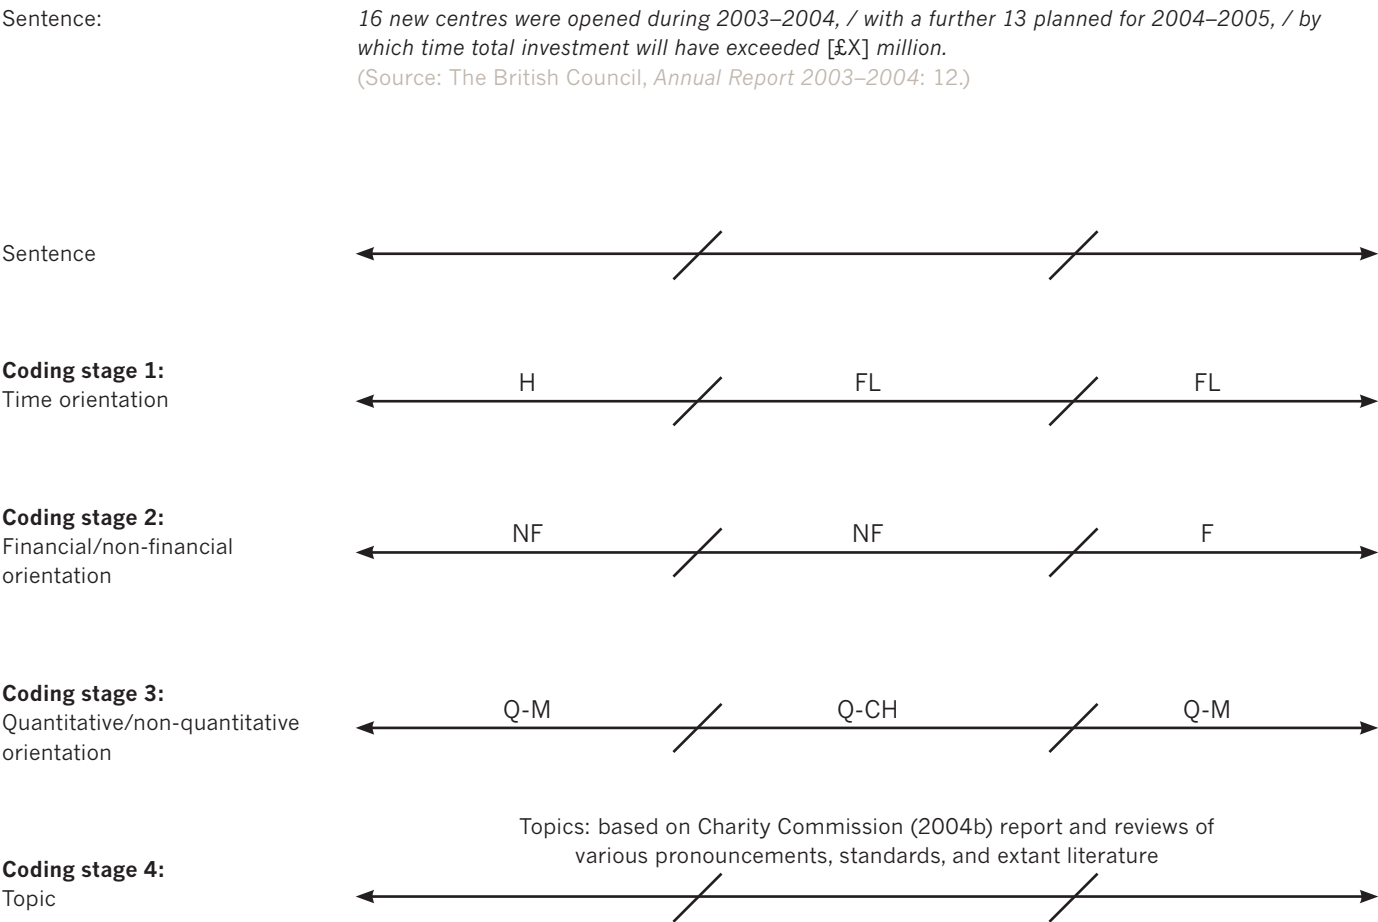 Sentence:
16 new centres were opened during 2003–2004, / with a further 13 planned for 2004–2005, / by
which time total investment will have exceeded [£X] million.
(Source: The British Council, Annual Report 2003–2004: 12.)
Sentence
Coding stage 1:
Time orientation
H FL FL
Coding stage 2:
Financial/non-financial
orientation
NF NF F
Coding stage 3:
Quantitative/non-quantitative
orientation
Q-M Q-CH Q-M
Topics: based on Charity Commission (2004b) report and reviews of
various pronouncements, standards, and extant literature
Coding stage 4:
Topic